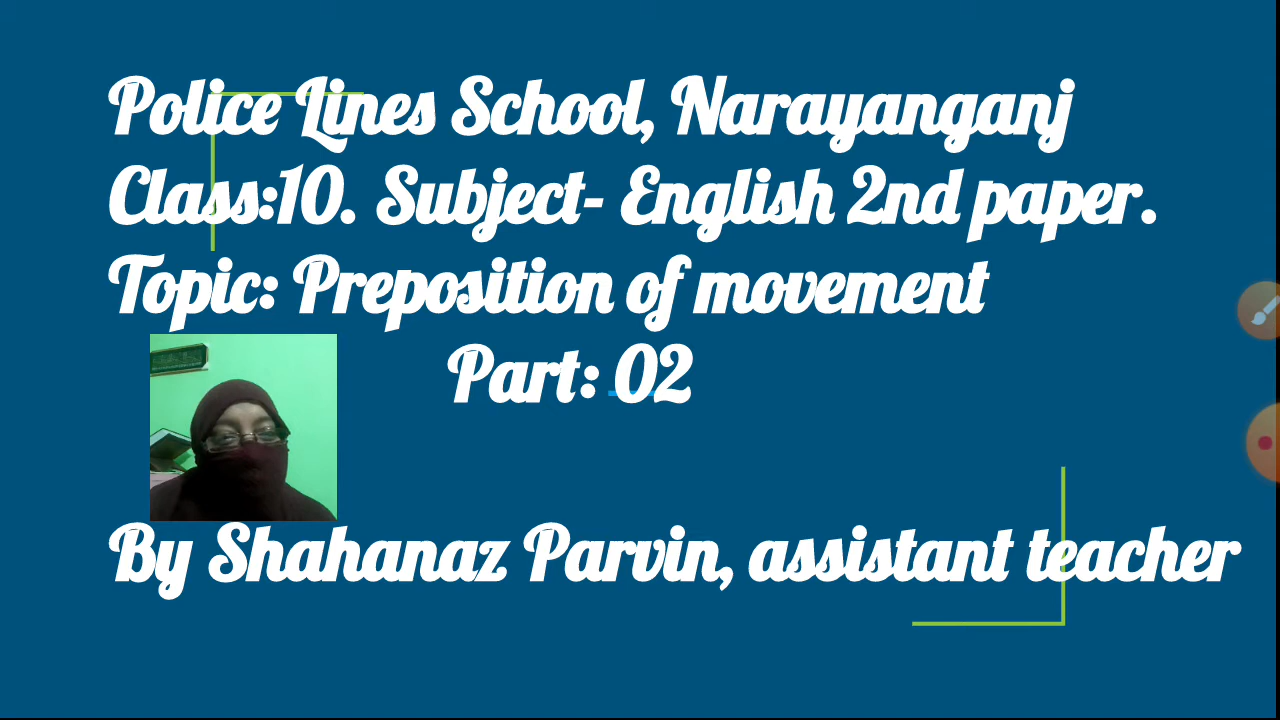 Police Lines School, Narayanganj
Class:10. Subject- English 2nd paper.
Topic: Preposition of movement
Part: 02
By Shahanaz Parvin, assistant teacher